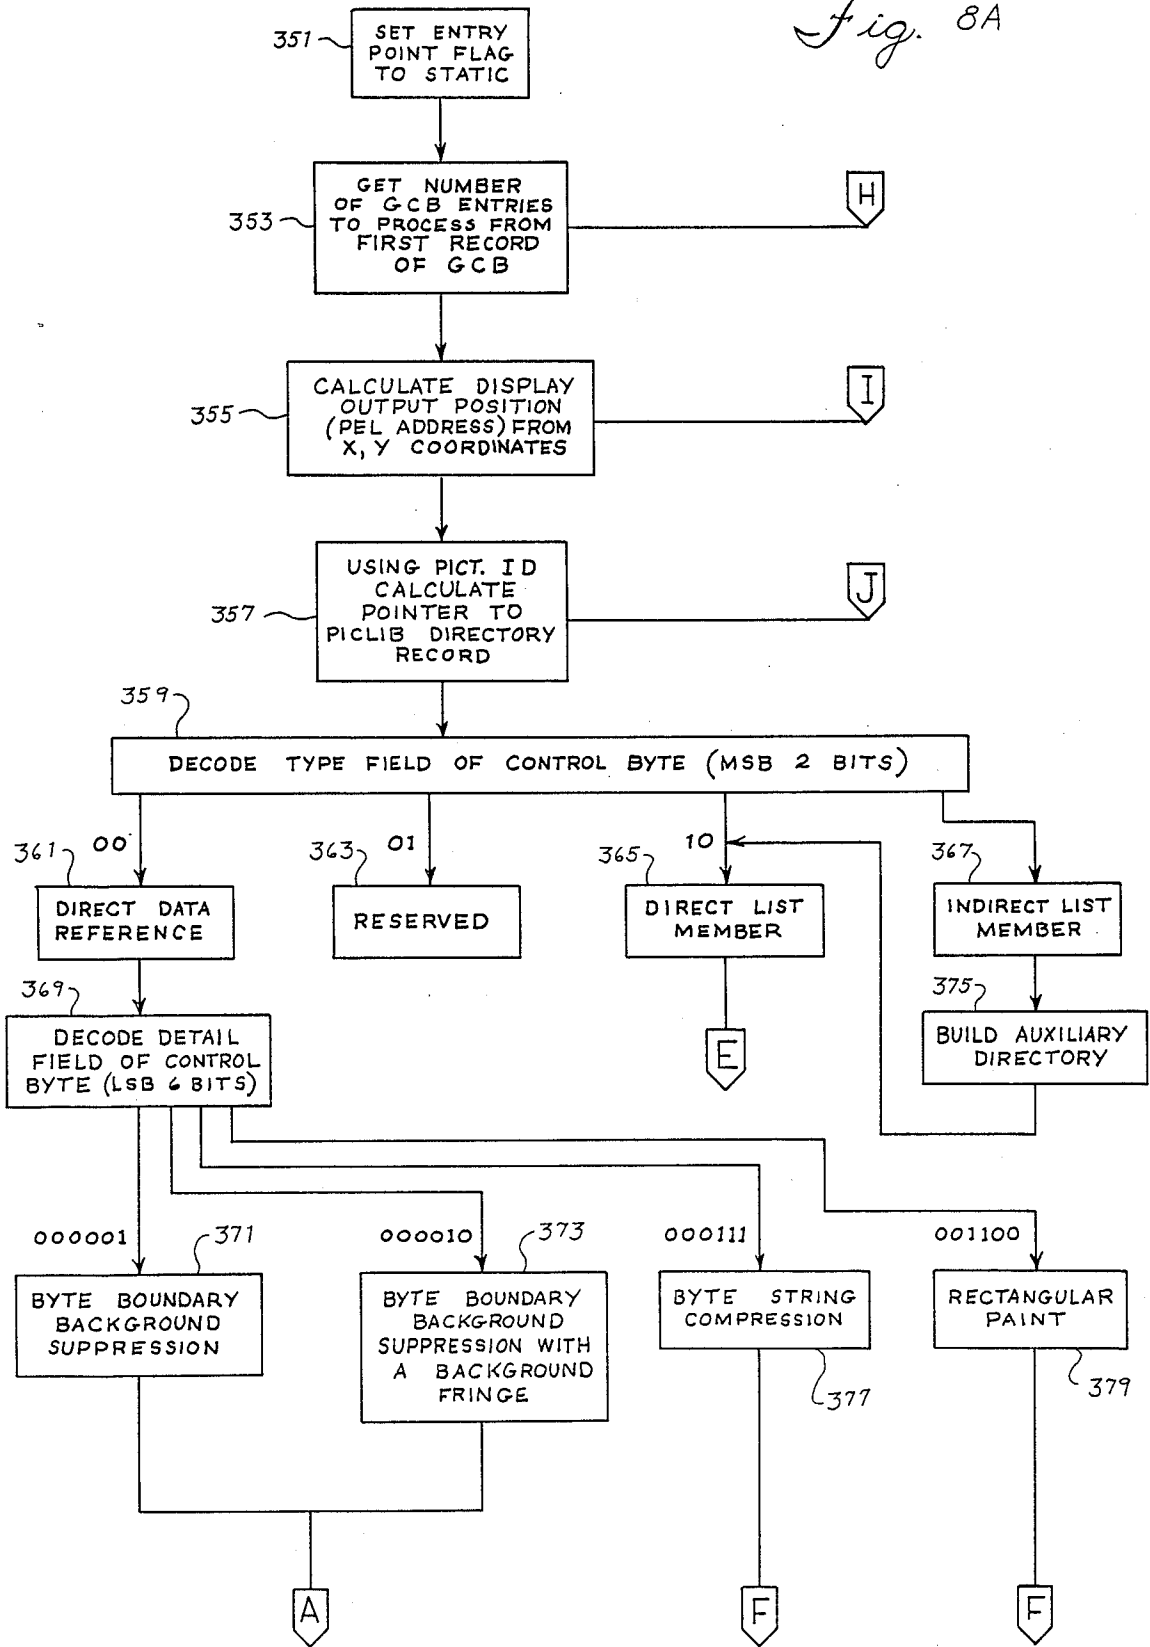 Fig. 8A
351
SET ENTRY
POINT FLAG
TO STATIC
353
GET NUMBER
OF GCB ENTRIES
TO PROCESS FROM
FIRST RECORD
OF GCB
H
355
CALCULATE DISPLAY
OUTPUT POSITION
(PEL ADDRESS) FROM
X, Y COORDINATES
I
357
USING PICT. ID
CALCULATE
POINTER TO
PICLIB DIRECTORY
RECORD
J
359
DECODE TYPE FIELD OF CONTROL BYTE (MSB 2 BITS)
361
00
363
01
365
10
367
DIRECT DATA
REFERENCE
RESERVED
DIRECT LIST
MEMBER
INDIRECT LIST
MEMBER
369
DECODE DETAIL
FIELD OF CONTROL
BYTE (LSB 6 BITS)
E
375
BUILD AUXILIARY
DIRECTORY
000001
371
000010
373
000111
001100
BYTE BOUNDARY
BACKGROUND
SUPPRESSION
BYTE BOUNDARY
BACKGROUND
SUPPRESSION WITH
A BACKGROUND
FRINGE
BYTE STRING
COMPRESSION
377
RECTANGULAR
PAINT
379
A
F
F